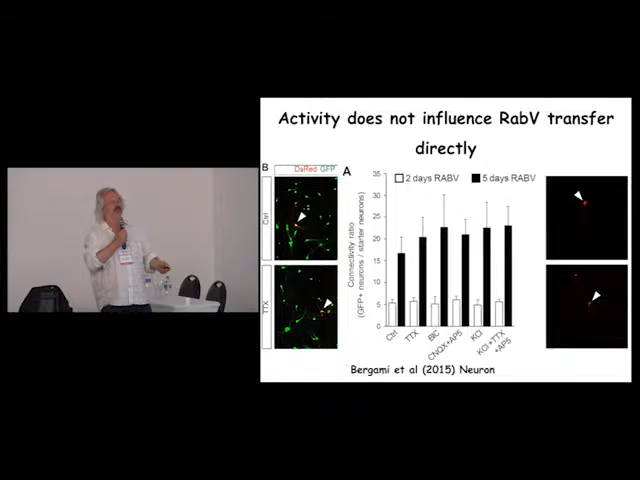 Activity does not influence RabV transfer
directly
B
DsRed GFP
Ctrl
TTX
A
2 days RABV
5 days RABV
Connectivity ratio
(GFP+ neurons / starter neurons)
35
30
25
20
15
10
5
0
Ctrl
TTX
BIC
CNQX+AP5
KCl
KCl+TTX
+AP5
Bergami et al (2015) Neuron